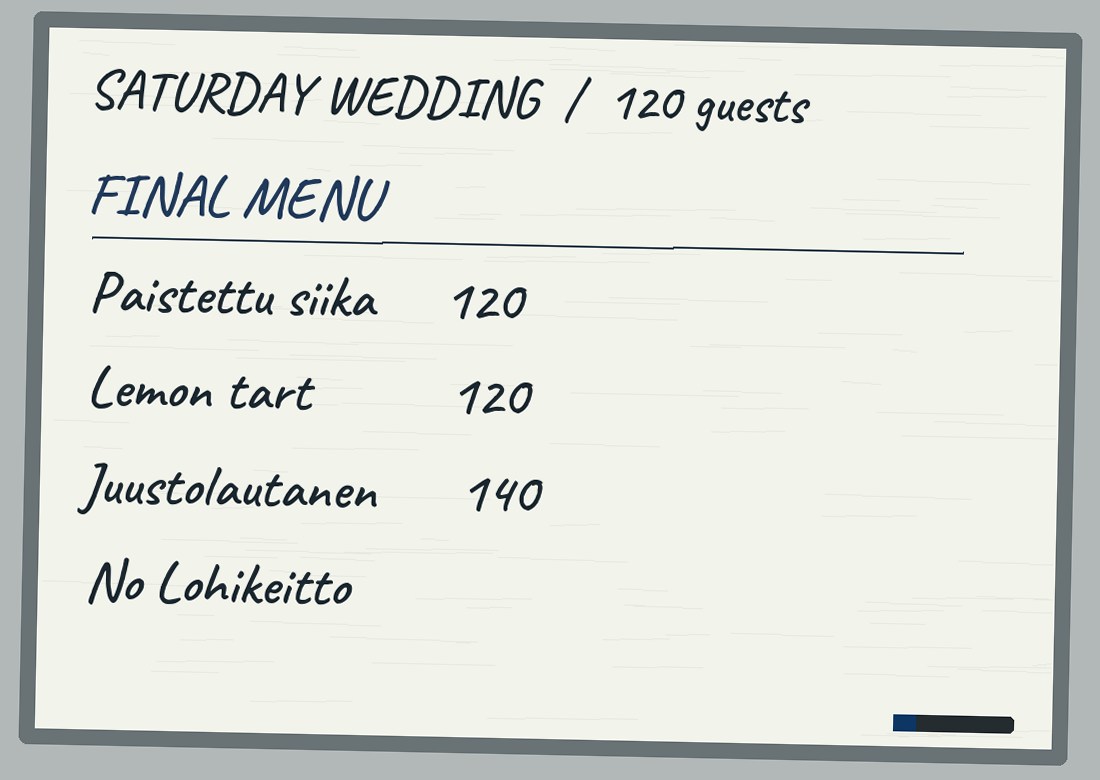 SATURDAY WEDDING / 120 guests
FINAL MENU
Paistettu siika 120
Lemon tart 120
Juustolautanen 140
No Lohikeitto